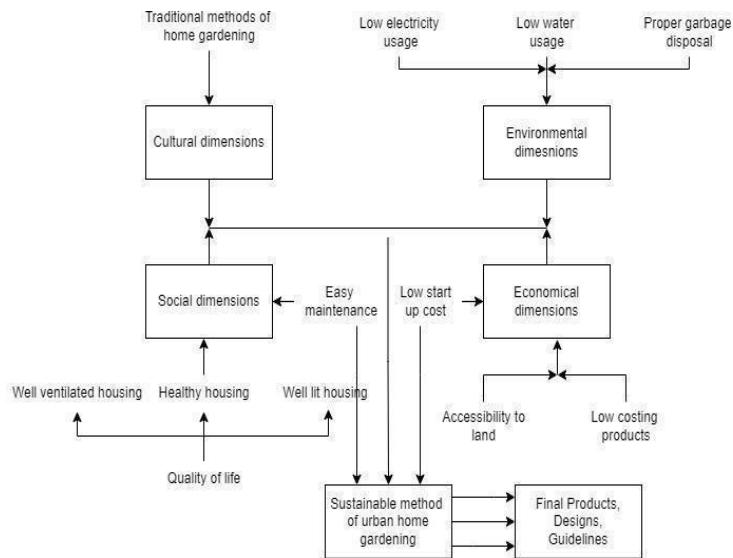 Traditional methods of
home gardening
Low electricity
usage
Low water
usage
Proper garbage
disposal
Cultural dimensions
Environmental
dimesnions
Social dimensions
Easy
maintenance
Low start
up cost
Economical
dimensions
Well ventilated housing
Healthy housing
Well lit housing
Accessibility to
land
Low costing
products
Quality of life
Sustainable method
of urban home
gardening
Final Products,
Designs,
Guidelines